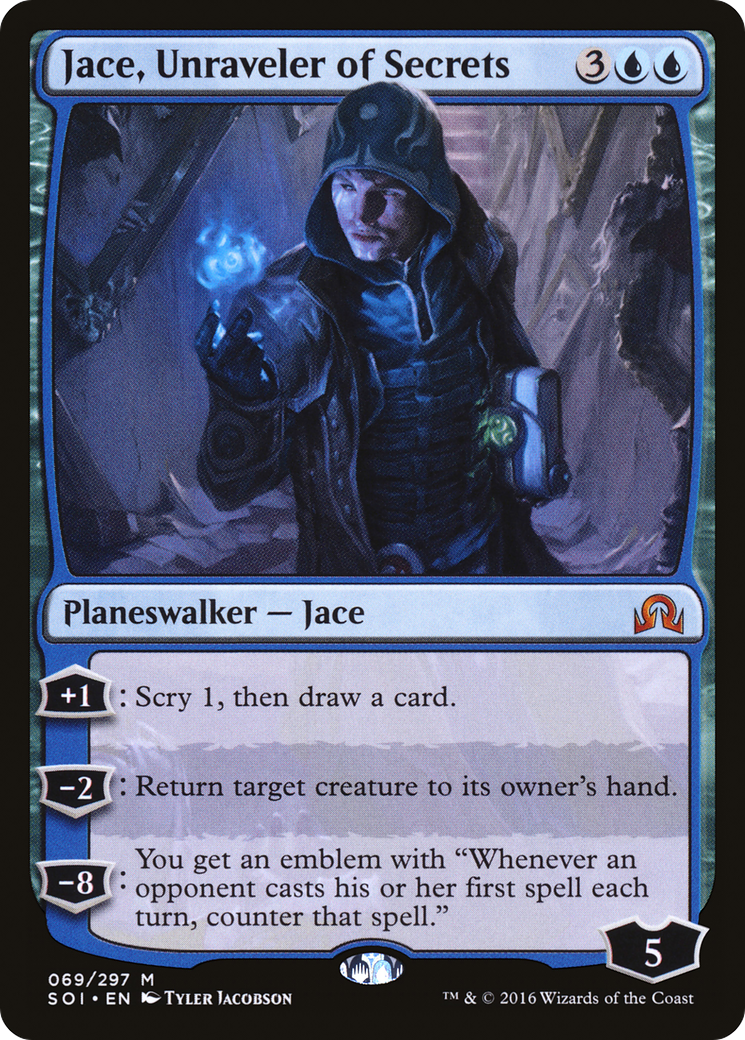 Jace, Unraveler of Secrets 3
Planeswalker — Jace
+1 : Scry 1, then draw a card.
−2 : Return target creature to its owner's hand.
You get an emblem with “Whenever an
−8 : opponent casts his or her first spell each
turn, counter that spell.”
5
069/297 M
SOI • EN Tyler Jacobson
™ & © 2016 Wizards of the Coast